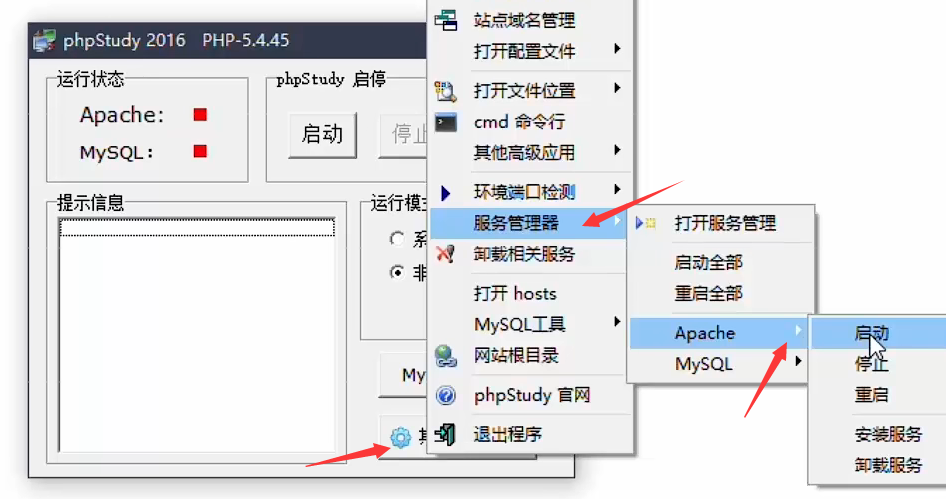 phpStudy 2016 PHP-5.4.45
运行状态
Apache:
MySQL:
phpStudy 启停
启动
停止
提示信息
运行模式
系
非
My
站点域名管理
打开配置文件
打开文件位置
cmd 命令行
其他高级应用
环境端口检测
服务管理器
卸载相关服务
打开 hosts
MySQL工具
网站根目录
phpStudy 官网
退出程序
打开服务管理
启动全部
重启全部
Apache
MySQL
启动
停止
重启
安装服务
卸载服务